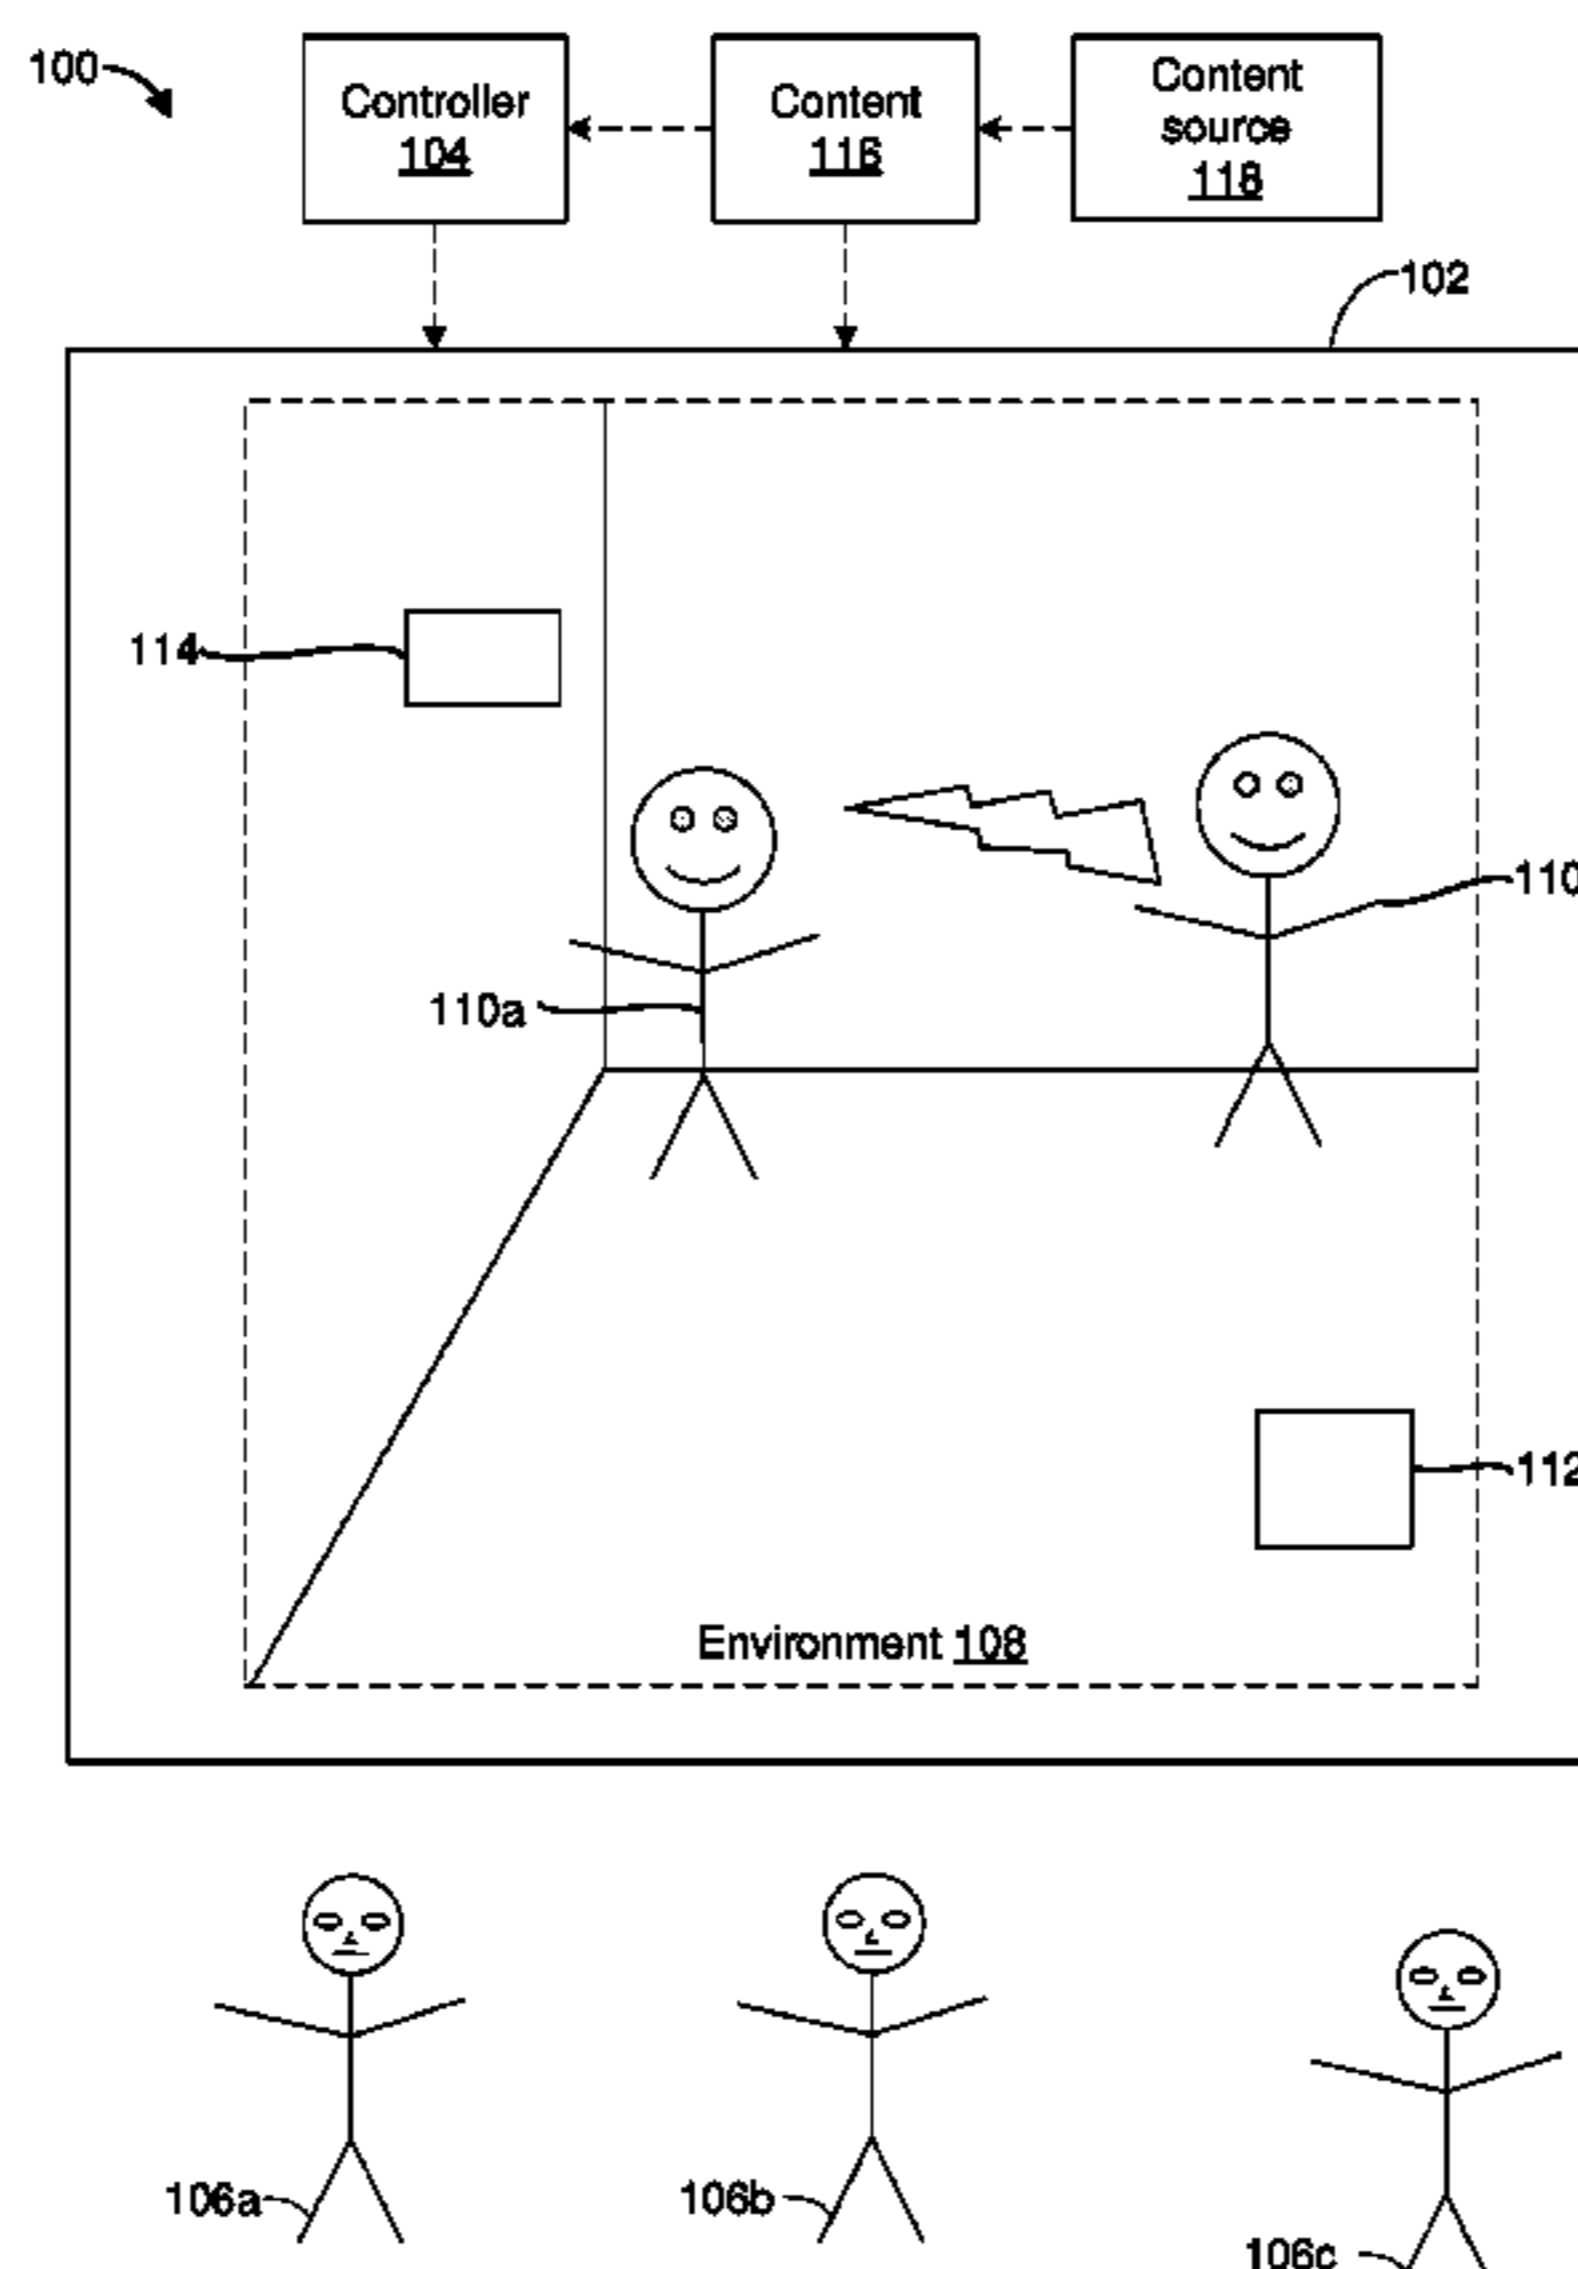 100
Controller
104
Content
116
Content
source
118
102
114
110
110a
112
Environment 108
106a
106b
106c